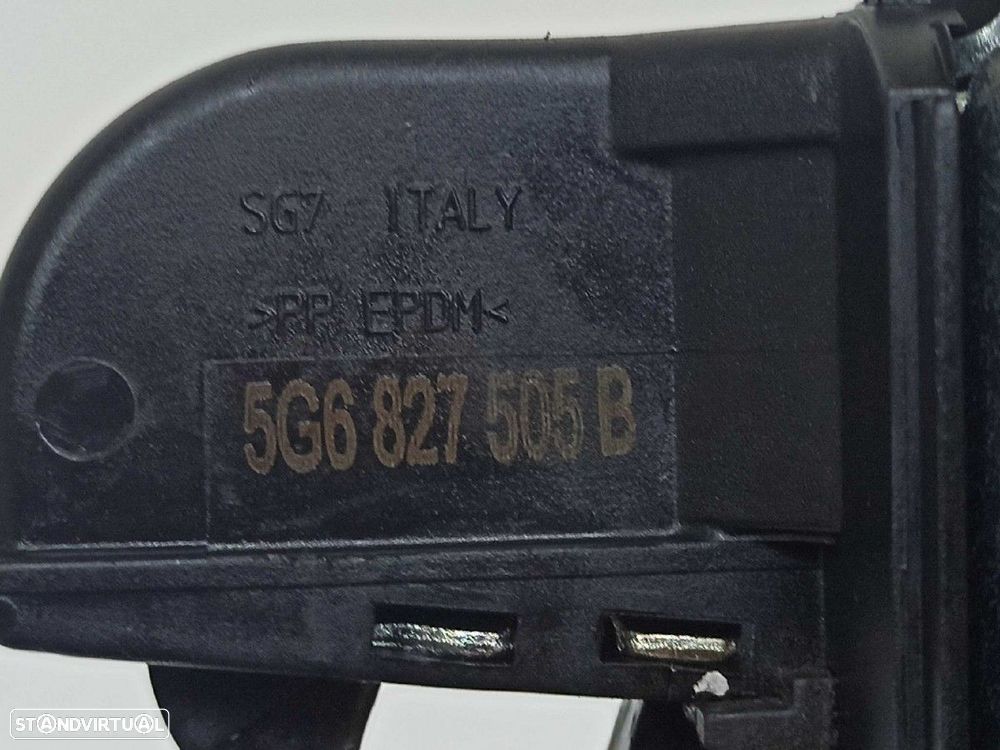 SG7 ITALY
>PP EPDM<
5G6 827 505 B
STANDVIRTUAL